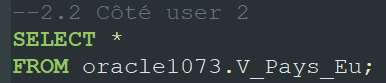 --2.2 Côté user 2
SELECT *
FROM oracle1073.V_Pays_Eu;